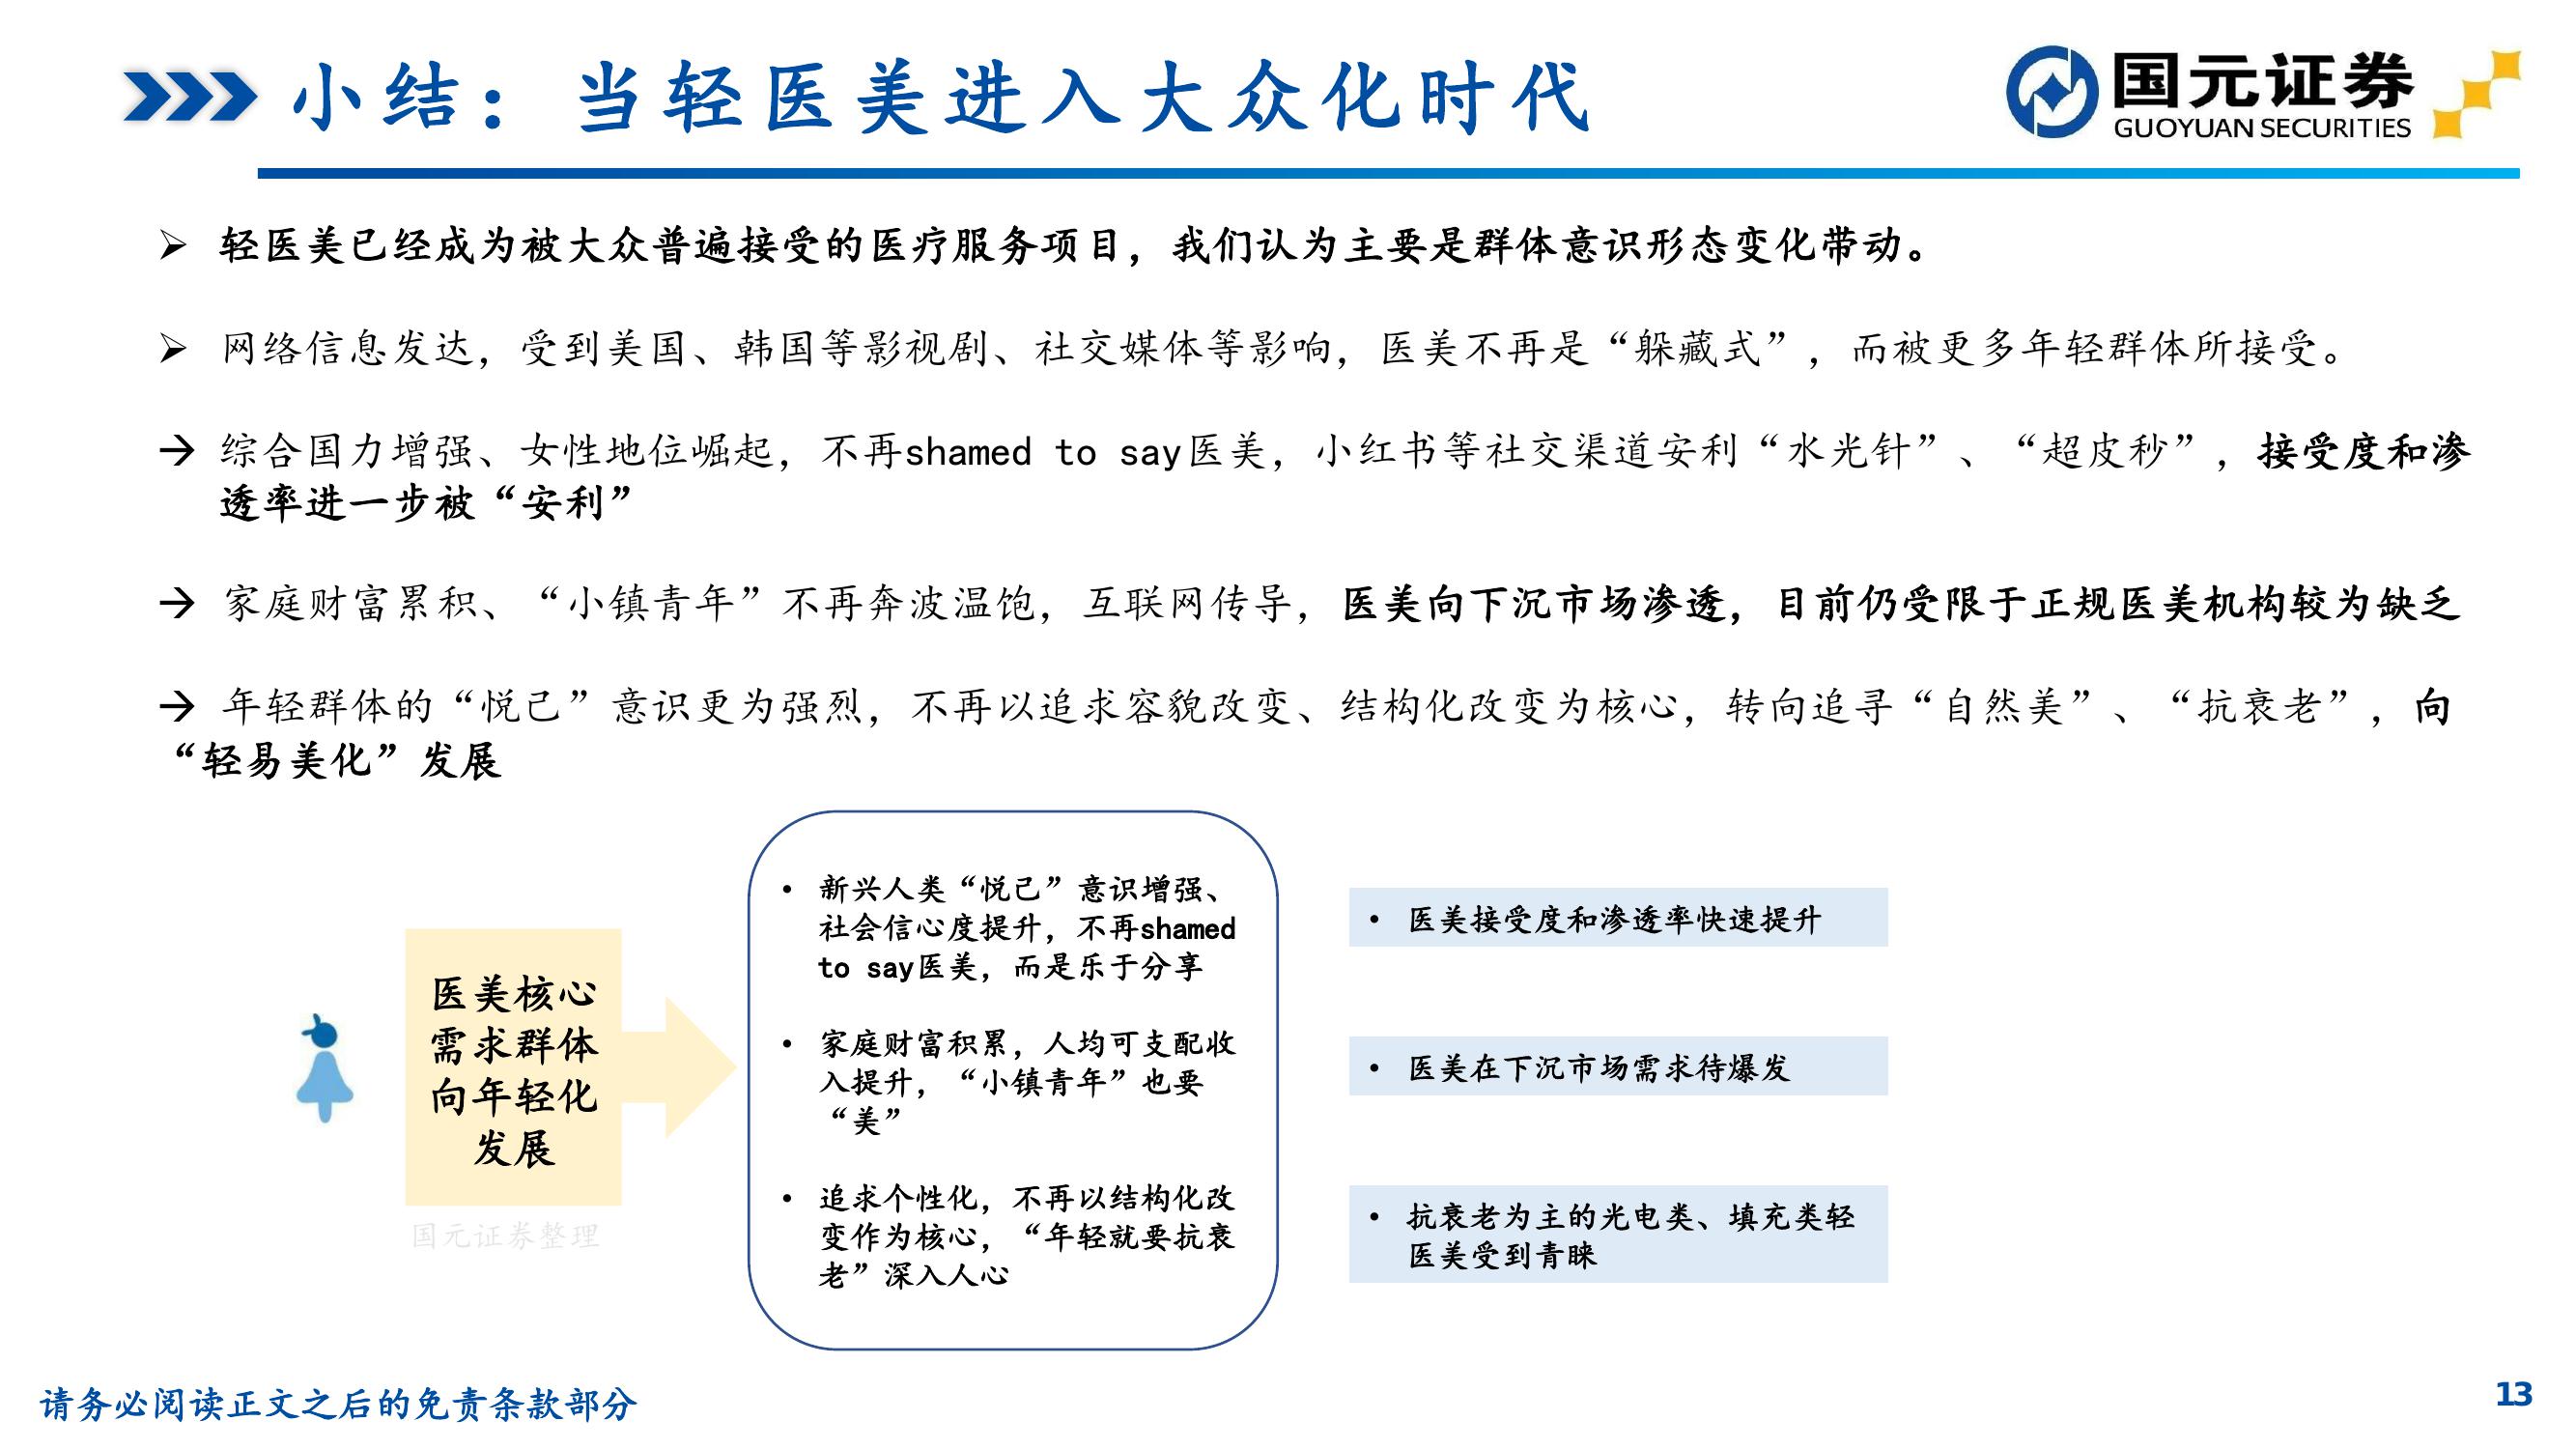 小结：当轻医美进入大众化时代
国元证券
GUOYUAN SECURITIES
轻医美已经成为被大众普遍接受的医疗服务项目，我们认为主要是群体意识形态变化带动。
网络信息发达，受到美国、韩国等影视剧、社交媒体等影响，医美不再是“躲藏式”，而被更多年轻群体所接受。
综合国力增强、女性地位崛起，不再shamed to say医美，小红书等社交渠道安利“水光针”、“超皮秒”，接受度和渗
透率进一步被“安利”
家庭财富累积、“小镇青年”不再奔波温饱，互联网传导，医美向下沉市场渗透，目前仍受限于正规医美机构较为缺乏
年轻群体的“悦己”意识更为强烈，不再以追求容貌改变、结构化改变为核心，转向追寻“自然美”、“抗衰老”，向
“轻易美化”发展
医美核心
需求群体
向年轻化
发展
国元证券整理
• 新兴人类“悦己”意识增强、
社会信心度提升，不再shamed
to say医美，而是乐于分享
• 家庭财富积累，人均可支配收
入提升，“小镇青年”也要
“美”
• 追求个性化，不再以结构化改
变作为核心，“年轻就要抗衰
老”深入人心
• 医美接受度和渗透率快速提升
• 医美在下沉市场需求待爆发
• 抗衰老为主的光电类、填充类轻
医美受到青睐
请务必阅读正文之后的免责条款部分
13